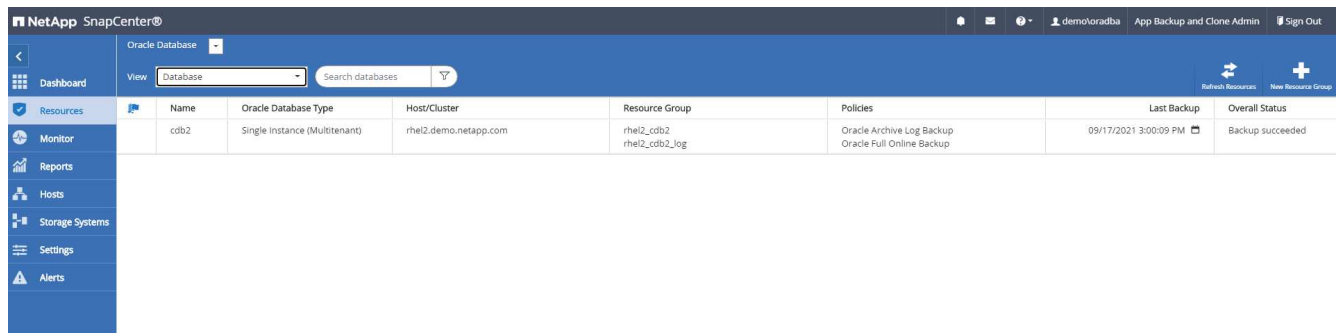 NetApp SnapCenter®
demo\oradba App Backup and Clone Admin Sign Out
Oracle Database
View Database Search databases
Refresh Resources New Resource Group
Dashboard
Resources
Monitor
Reports
Hosts
Storage Systems
Settings
Alerts
Name Oracle Database Type Host/Cluster Resource Group Policies Last Backup Overall Status
cdb2 Single Instance (Multitenant) rhel2.demo.netapp.com rhel2_cdb2 Oracle Archive Log Backup 09/17/2021 3:00:09 PM Backup succeeded
rhel2_cdb2_log Oracle Full Online Backup